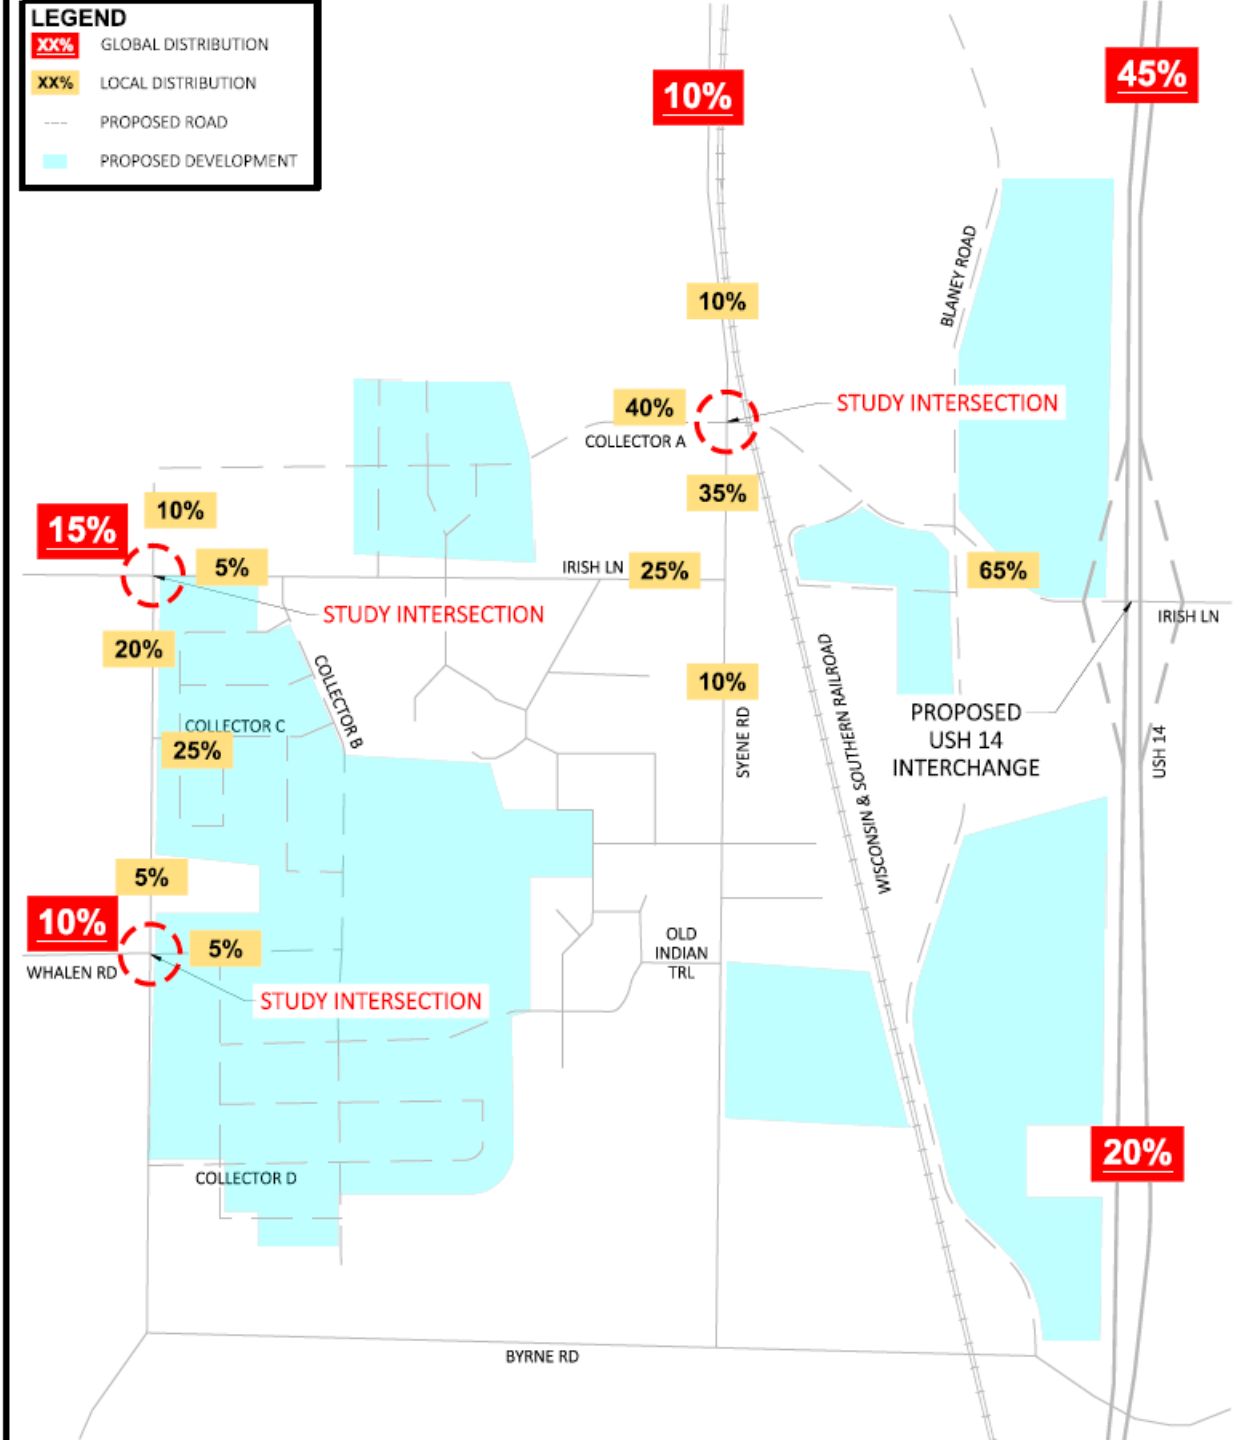 LEGEND
XX% GLOBAL DISTRIBUTION
XX% LOCAL DISTRIBUTION
PROPOSED ROAD
PROPOSED DEVELOPMENT
10%
45%
BLANEY ROAD
10%
40%
STUDY INTERSECTION
COLLECTOR A
35%
10%
15%
5%
IRISH LN
25%
65%
STUDY INTERSECTION
IRISH LN
20%
COLLECTOR B
10%
WISCONSIN & SOUTHERN RAILROAD
COLLECTOR C
25%
SYENE RD
PROPOSED
USH 14
INTERCHANGE
USH 14
5%
10%
5%
OLD
INDIAN
TRL
WHALEN RD
STUDY INTERSECTION
20%
COLLECTOR D
BYRNE RD